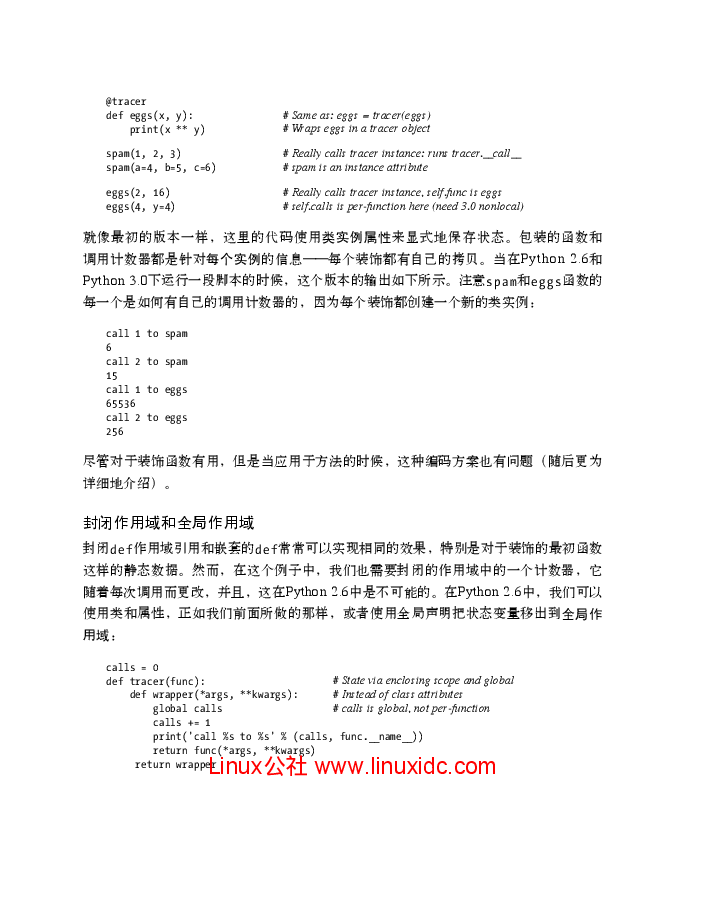 @tracer
def eggs(x, y): # Same as: eggs = tracer(eggs)
    print(x ** y) # Wraps eggs in a tracer object
spam(1, 2, 3) # Really calls tracer instance: runs tracer.__call__
spam(a=4, b=5, c=6) # spam is an instance attribute
eggs(2, 16) # Really calls tracer instance, self.func is eggs
eggs(4, y=4) # self.calls is per-function here (need 3.0 nonlocal)
就像最初的版本一样，这里的代码使用类实例属性来显式地保存状态。包装的函数和
调用计数器都是针对每个实例的信息——每个装饰都有自己的拷贝。当在Python 2.6和
Python 3.0下运行一段脚本的时候，这个版本的输出如下所示。注意spam和eggs函数的
每一个是如何有自己的调用计数器的，因为每个装饰都创建一个新的类实例：
call 1 to spam
6
call 2 to spam
15
call 1 to eggs
65536
call 2 to eggs
256
尽管对于装饰函数有用，但是当应用于方法的时候，这种编码方案也有问题（随后更为
详细地介绍）。
封闭作用域和全局作用域
封闭def作用域引用和嵌套的def常常可以实现相同的效果，特别是对于装饰的最初函数
这样的静态数据。然而，在这个例子中，我们也需要封闭的作用域中的一个计数器，它
随着每次调用而更改，并且，这在Python 2.6中是不可能的。在Python 2.6中，我们可以
使用类和属性，正如我们前面所做的那样，或者使用全局声明把状态变量移出到全局作
用域：
calls = 0
def tracer(func): # State via enclosing scope and global
    def wrapper(*args, **kwargs): # Instead of class attributes
        global calls # calls is global, not per-function
        calls += 1
        print('call %s to %s' % (calls, func.__name__))
        return func(*args, **kwargs)
     return wrapper
Linux公社 www.linuxidc.com